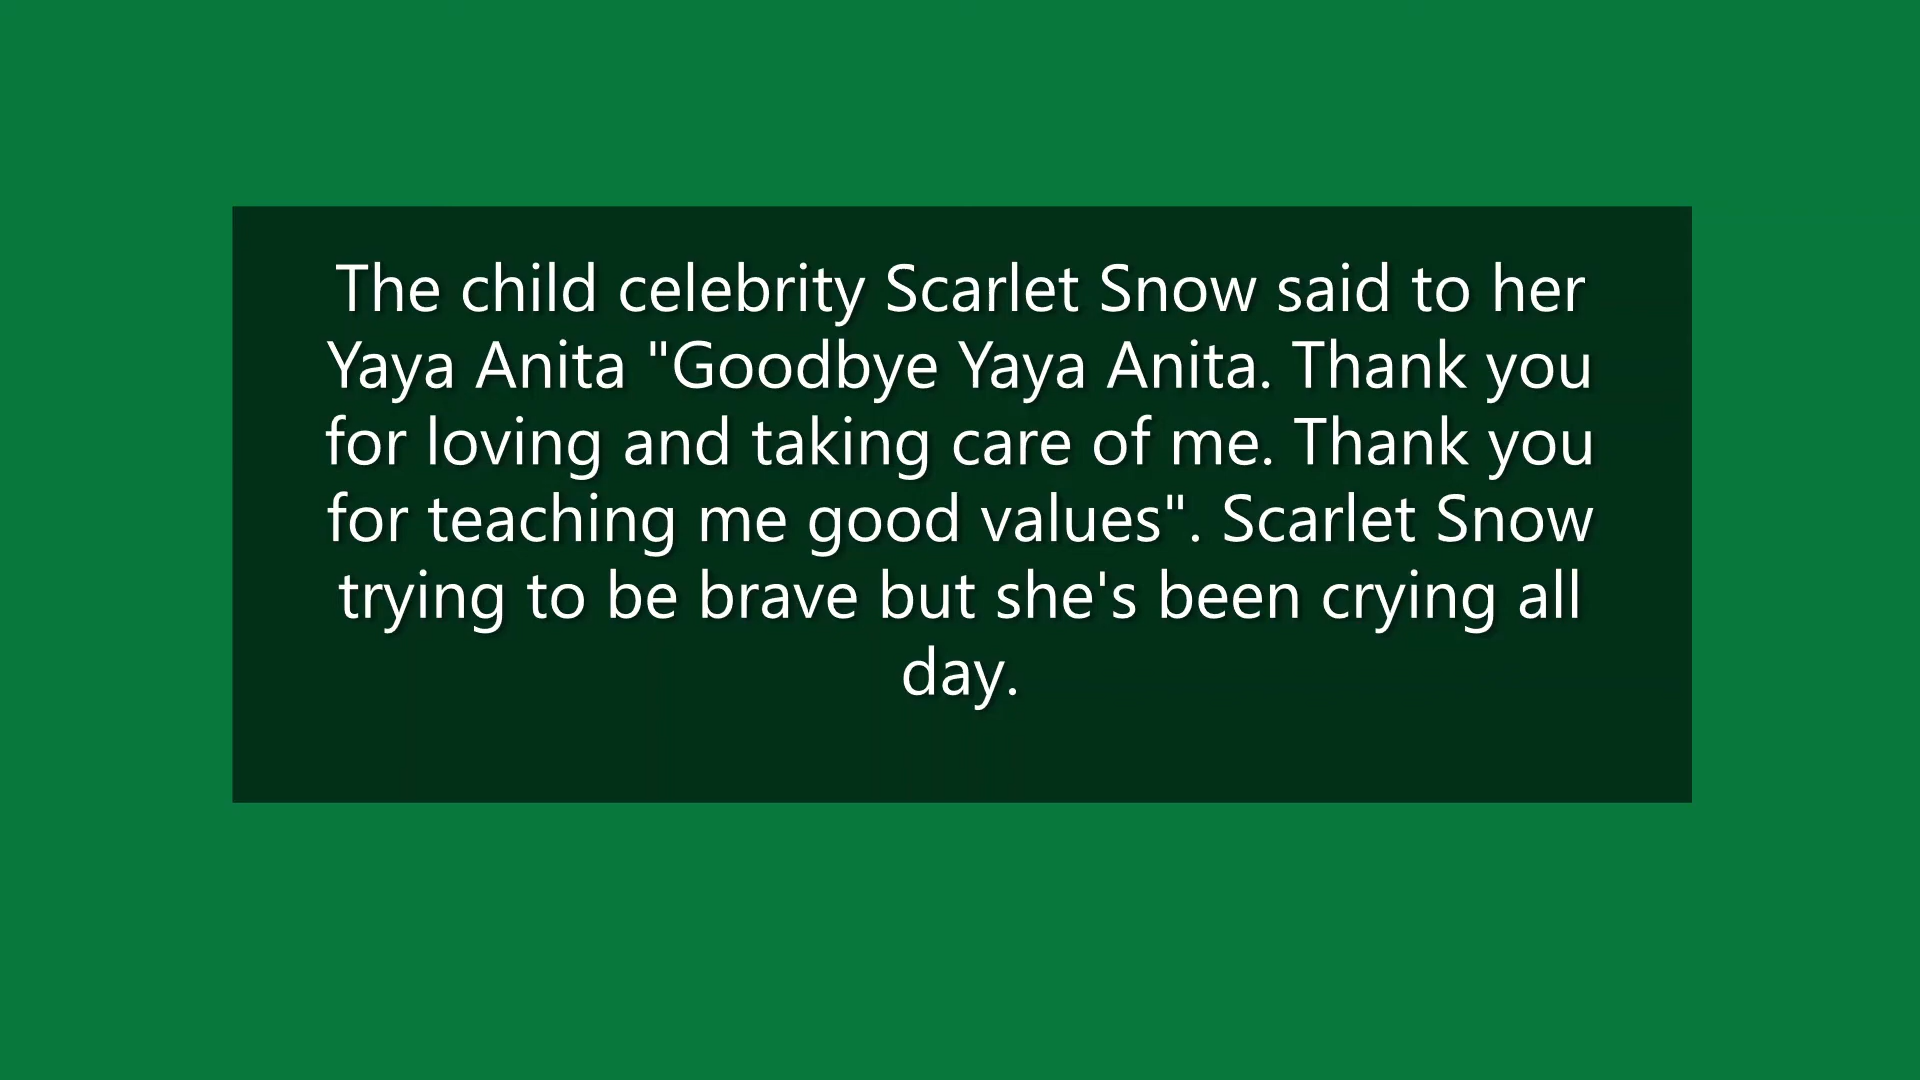 The child celebrity Scarlet Snow said to her
Yaya Anita "Goodbye Yaya Anita. Thank you
for loving and taking care of me. Thank you
for teaching me good values". Scarlet Snow
trying to be brave but she's been crying all
day.